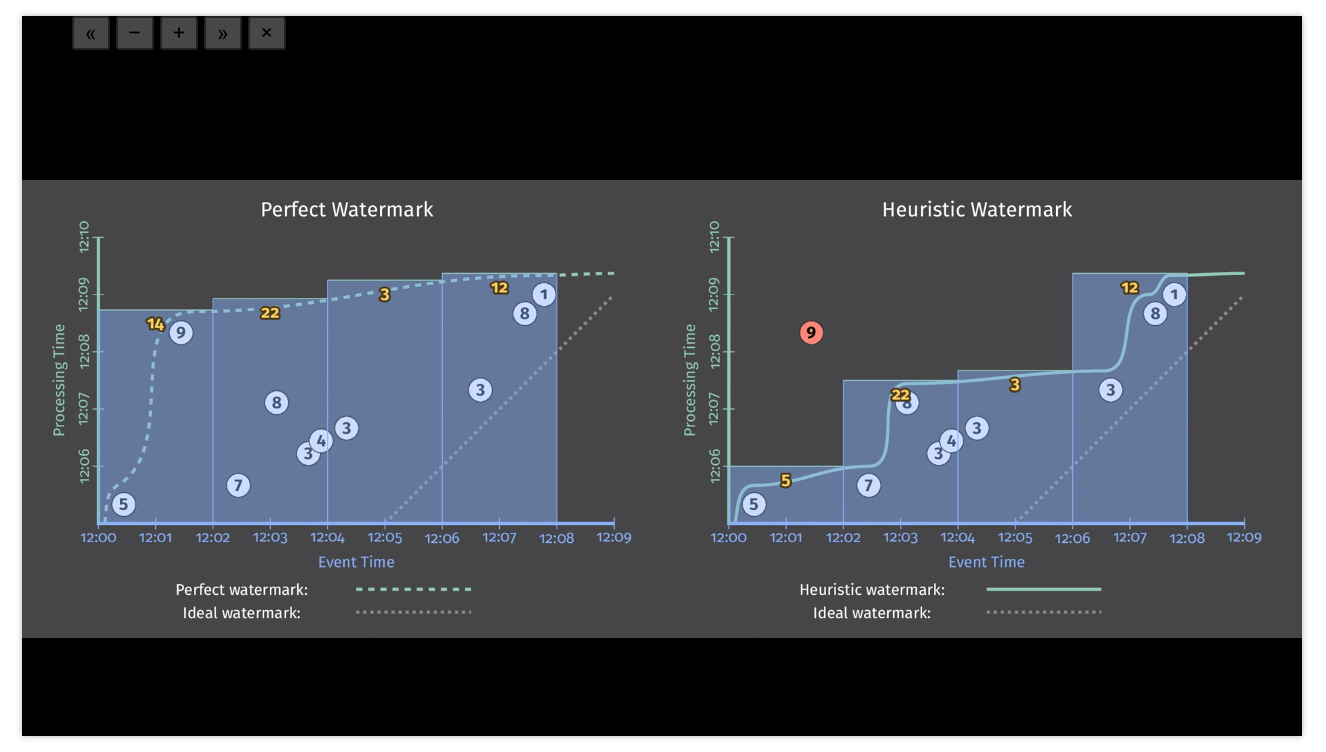 « − + » ×
Perfect Watermark
Processing Time
12:10
12:09
12:08
12:07
12:06
14
22
3
12
9
1
8
8
3
3
4
3
7
5
12:00 12:01 12:02 12:03 12:04 12:05 12:06 12:07 12:08 12:09
Event Time
Perfect watermark:
Ideal watermark:
Heuristic Watermark
Processing Time
12:10
12:09
12:08
12:07
12:06
12
1
8
9
3
22
3
8
3
4
3
5
7
5
12:00 12:01 12:02 12:03 12:04 12:05 12:06 12:07 12:08 12:09
Event Time
Heuristic watermark:
Ideal watermark: